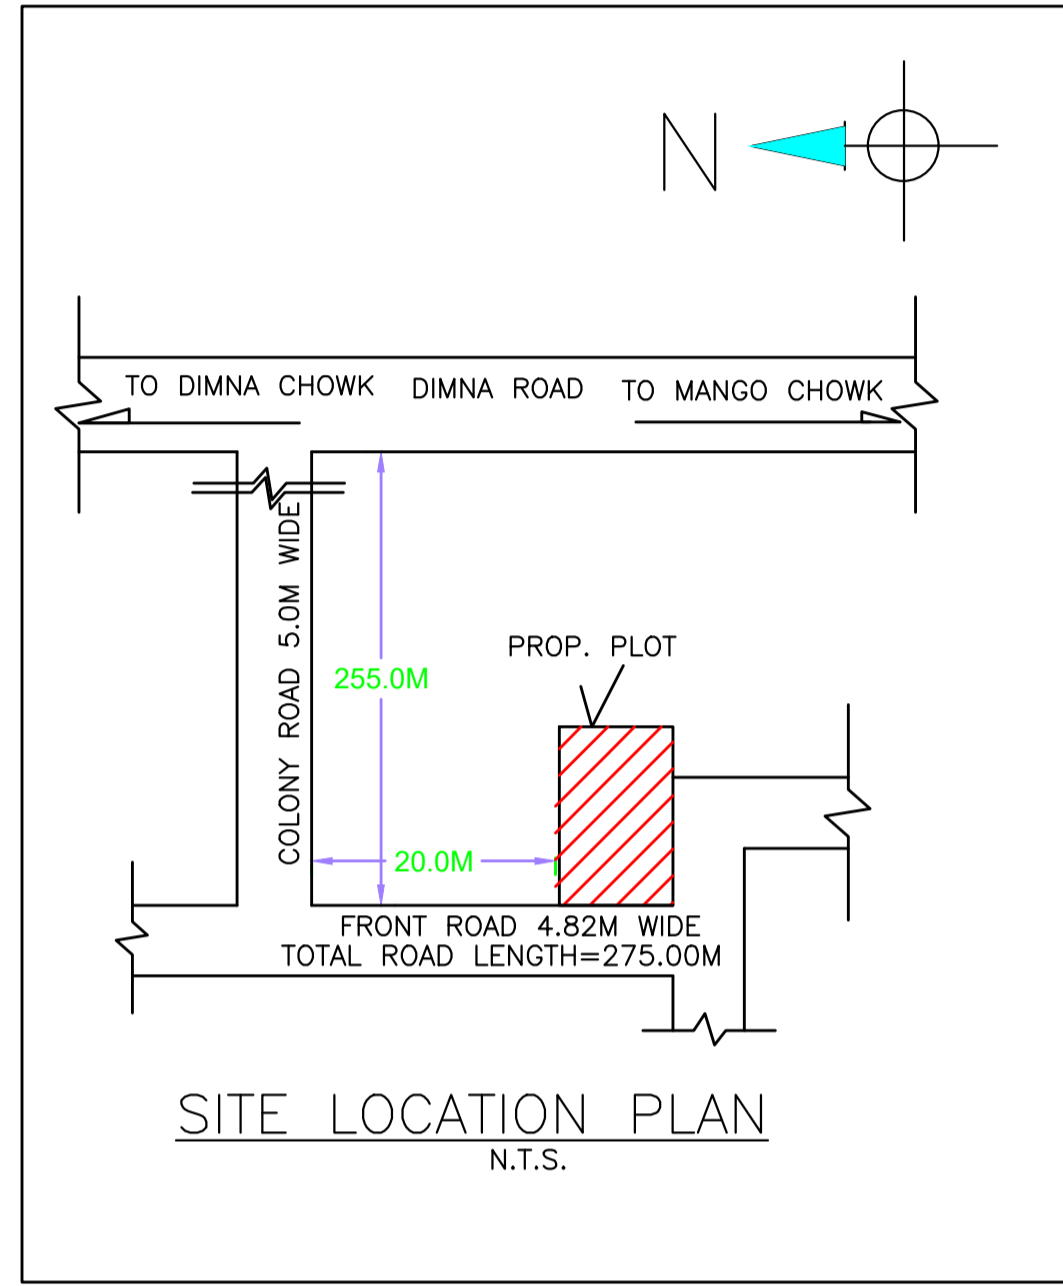 N
TO DIMNA CHOWK DIMNA ROAD TO MANGO CHOWK
COLONY ROAD 5.0M WIDE
PROP. PLOT
255.0M
20.0M
FRONT ROAD 4.82M WIDE
TOTAL ROAD LENGTH=275.00M
SITE LOCATION PLAN
N.T.S.